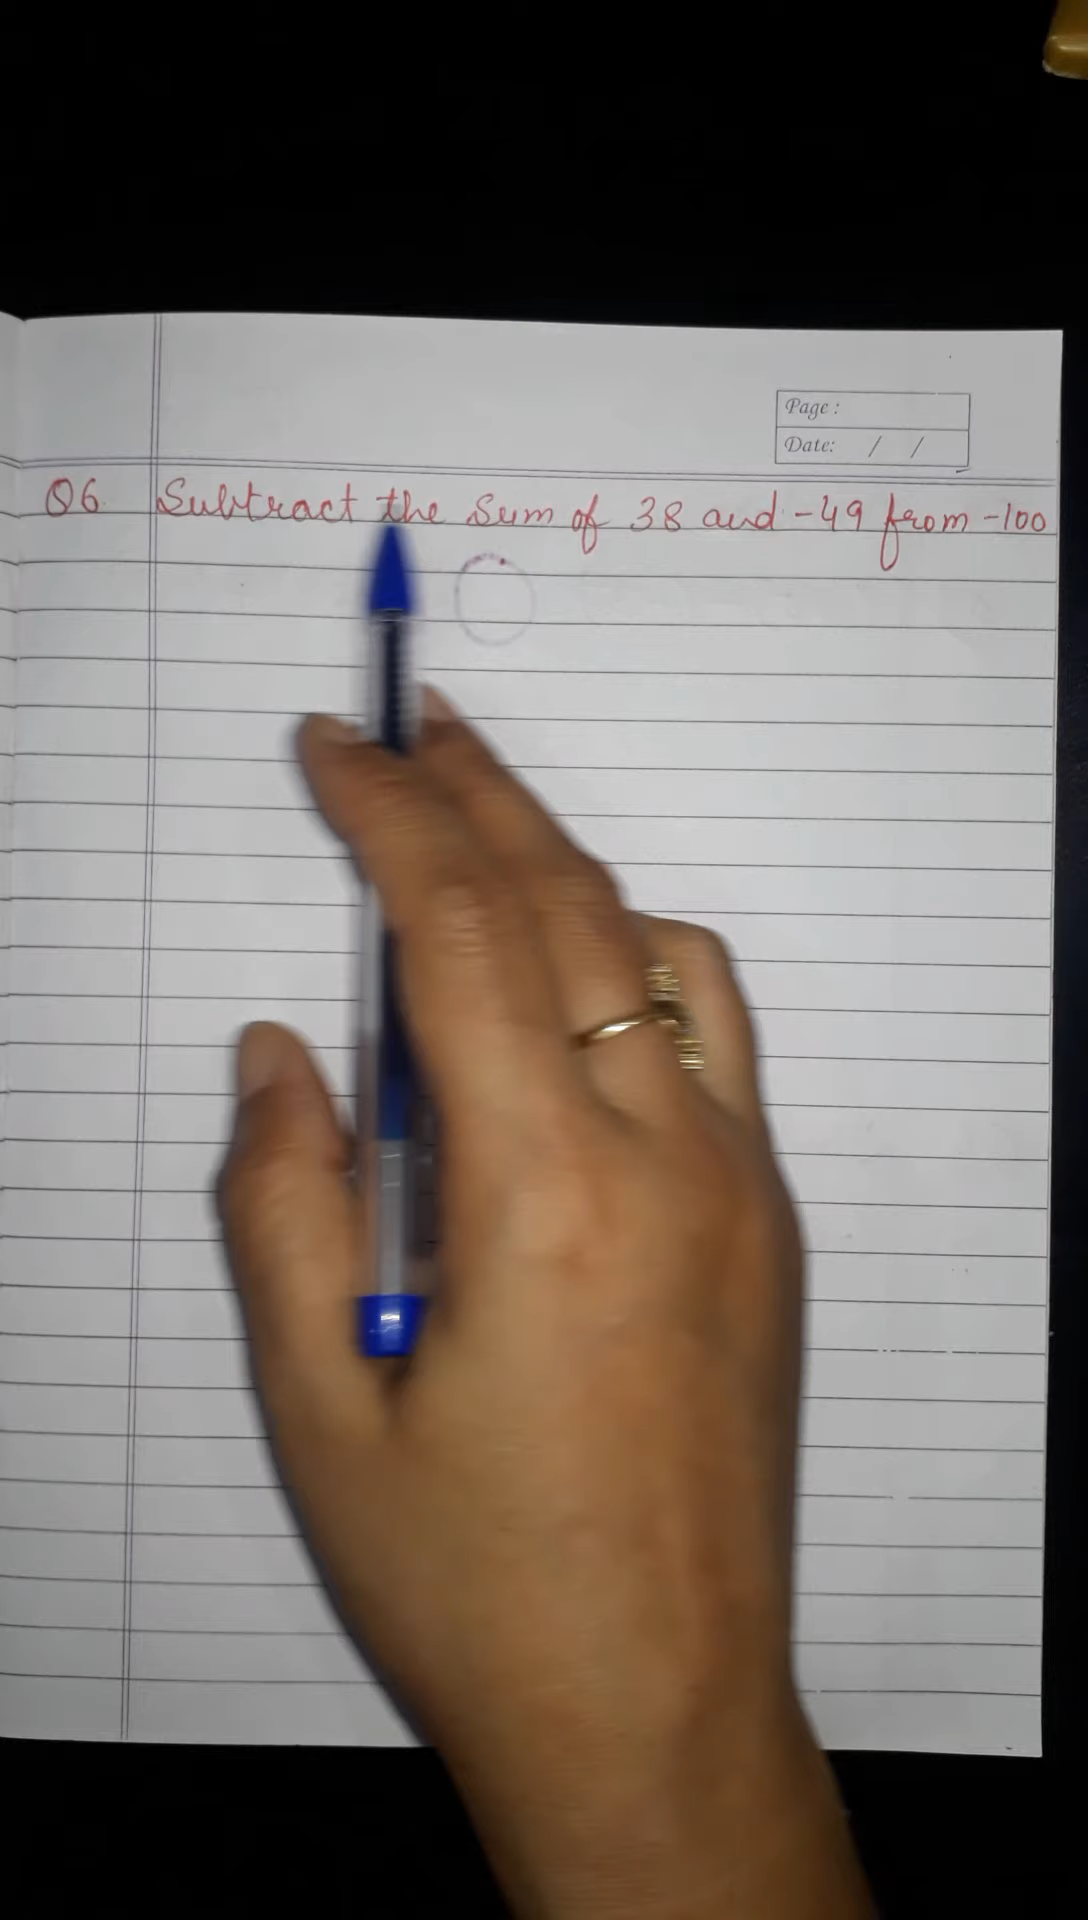 Page :
Date: / /
Q6. Subtract the Sum of 38 and -49 from -100